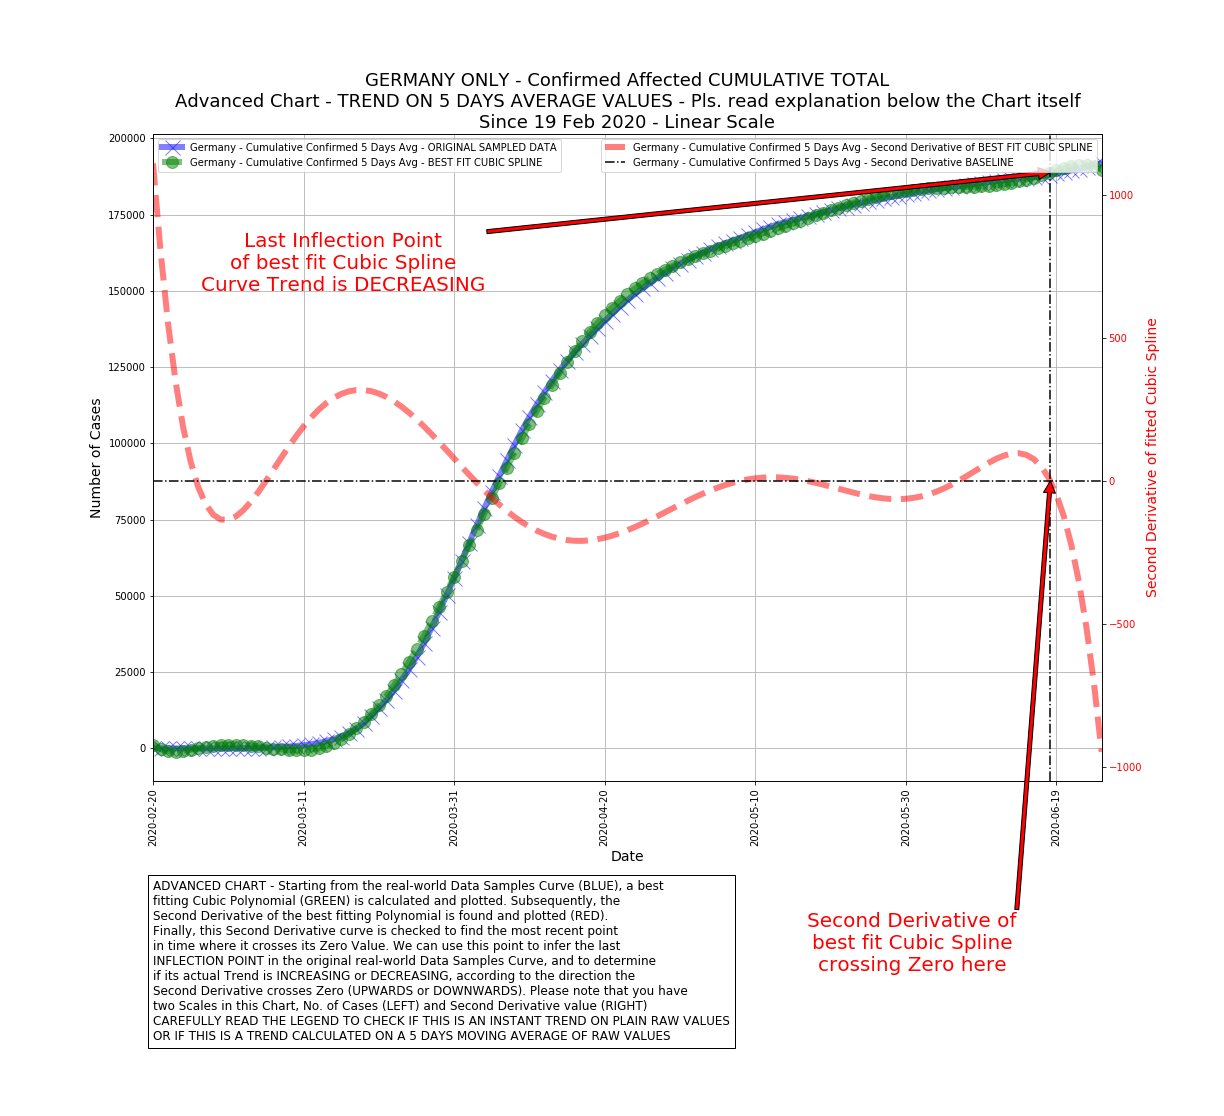 GERMANY ONLY - Confirmed Affected CUMULATIVE TOTAL
Advanced Chart - TREND ON 5 DAYS AVERAGE VALUES - Pls. read explanation below the Chart itself
Since 19 Feb 2020 - Linear Scale
Germany - Cumulative Confirmed 5 Days Avg - ORIGINAL SAMPLED DATA
Germany - Cumulative Confirmed 5 Days Avg - BEST FIT CUBIC SPLINE
Germany - Cumulative Confirmed 5 Days Avg - Second Derivative of BEST FIT CUBIC SPLINE
Germany - Cumulative Confirmed 5 Days Avg - Second Derivative BASELINE
200000
175000
150000
125000
100000
75000
50000
25000
0
Number of Cases
Last Inflection Point
of best fit Cubic Spline
Curve Trend is DECREASING
1000
500
0
−500
−1000
Second Derivative of fitted Cubic Spline
2020-02-20
2020-03-11
2020-03-31
2020-04-20
2020-05-10
2020-05-30
2020-06-19
Date
ADVANCED CHART - Starting from the real-world Data Samples Curve (BLUE), a best
fitting Cubic Polynomial (GREEN) is calculated and plotted. Subsequently, the
Second Derivative of the best fitting Polynomial is found and plotted (RED).
Finally, this Second Derivative curve is checked to find the most recent point
in time where it crosses its Zero Value. We can use this point to infer the last
INFLECTION POINT in the original real-world Data Samples Curve, and to determine
if its actual Trend is INCREASING or DECREASING, according to the direction the
Second Derivative crosses Zero (UPWARDS or DOWNWARDS). Please note that you have
two Scales in this Chart, No. of Cases (LEFT) and Second Derivative value (RIGHT)
CAREFULLY READ THE LEGEND TO CHECK IF THIS IS AN INSTANT TREND ON PLAIN RAW VALUES
OR IF THIS IS A TREND CALCULATED ON A 5 DAYS MOVING AVERAGE OF RAW VALUES
Second Derivative of
best fit Cubic Spline
crossing Zero here